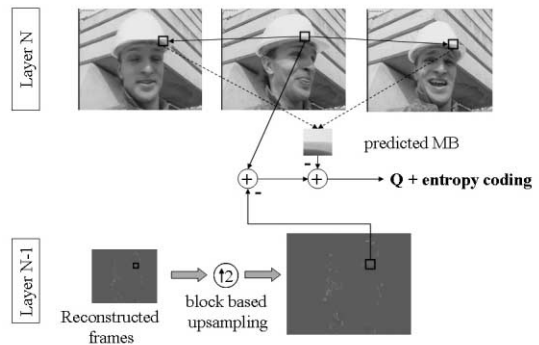 Layer N
predicted MB
-
+
+
Q + entropy coding
-
Layer N-1
↑2
block based
upsampling
Reconstructed
frames